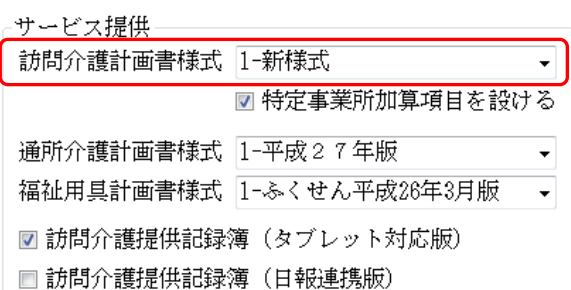 サービス提供
訪問介護計画書様式 1-新様式
特定事業所加算項目を設ける
通所介護計画書様式 1-平成２７年版
福祉用具計画書様式 1-ふくせん平成26年3月版
訪問介護提供記録簿（タブレット対応版）
訪問介護提供記録簿（日報連携版）